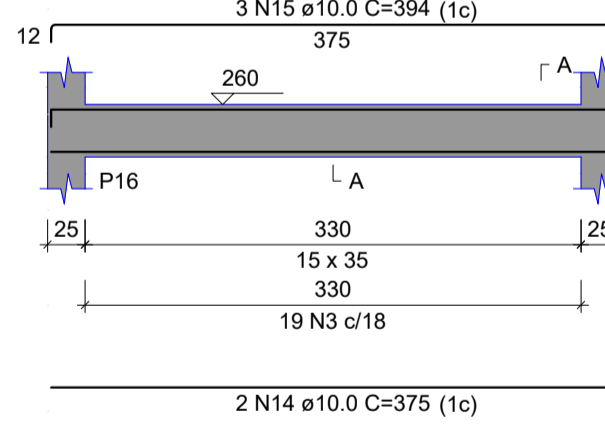 3 N15 ø10.0 C=394 (1c)
12
375
A
260
P16
A
25
330
25
15 x 35
330
19 N3 c/18
2 N14 ø10.0 C=375 (1c)